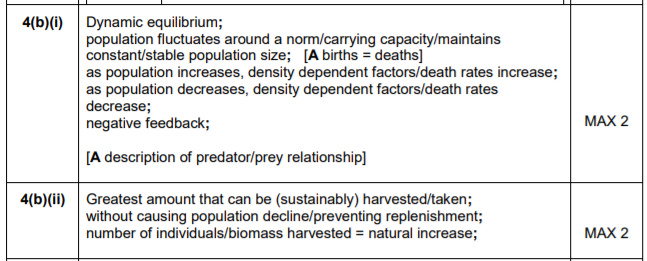 4(b)(i) Dynamic equilibrium;
population fluctuates around a norm/carrying capacity/maintains
constant/stable population size; [A births = deaths]
as population increases, density dependent factors/death rates increase;
as population decreases, density dependent factors/death rates
decrease;
negative feedback; MAX 2
[A description of predator/prey relationship]
4(b)(ii) Greatest amount that can be (sustainably) harvested/taken;
without causing population decline/preventing replenishment;
number of individuals/biomass harvested = natural increase; MAX 2